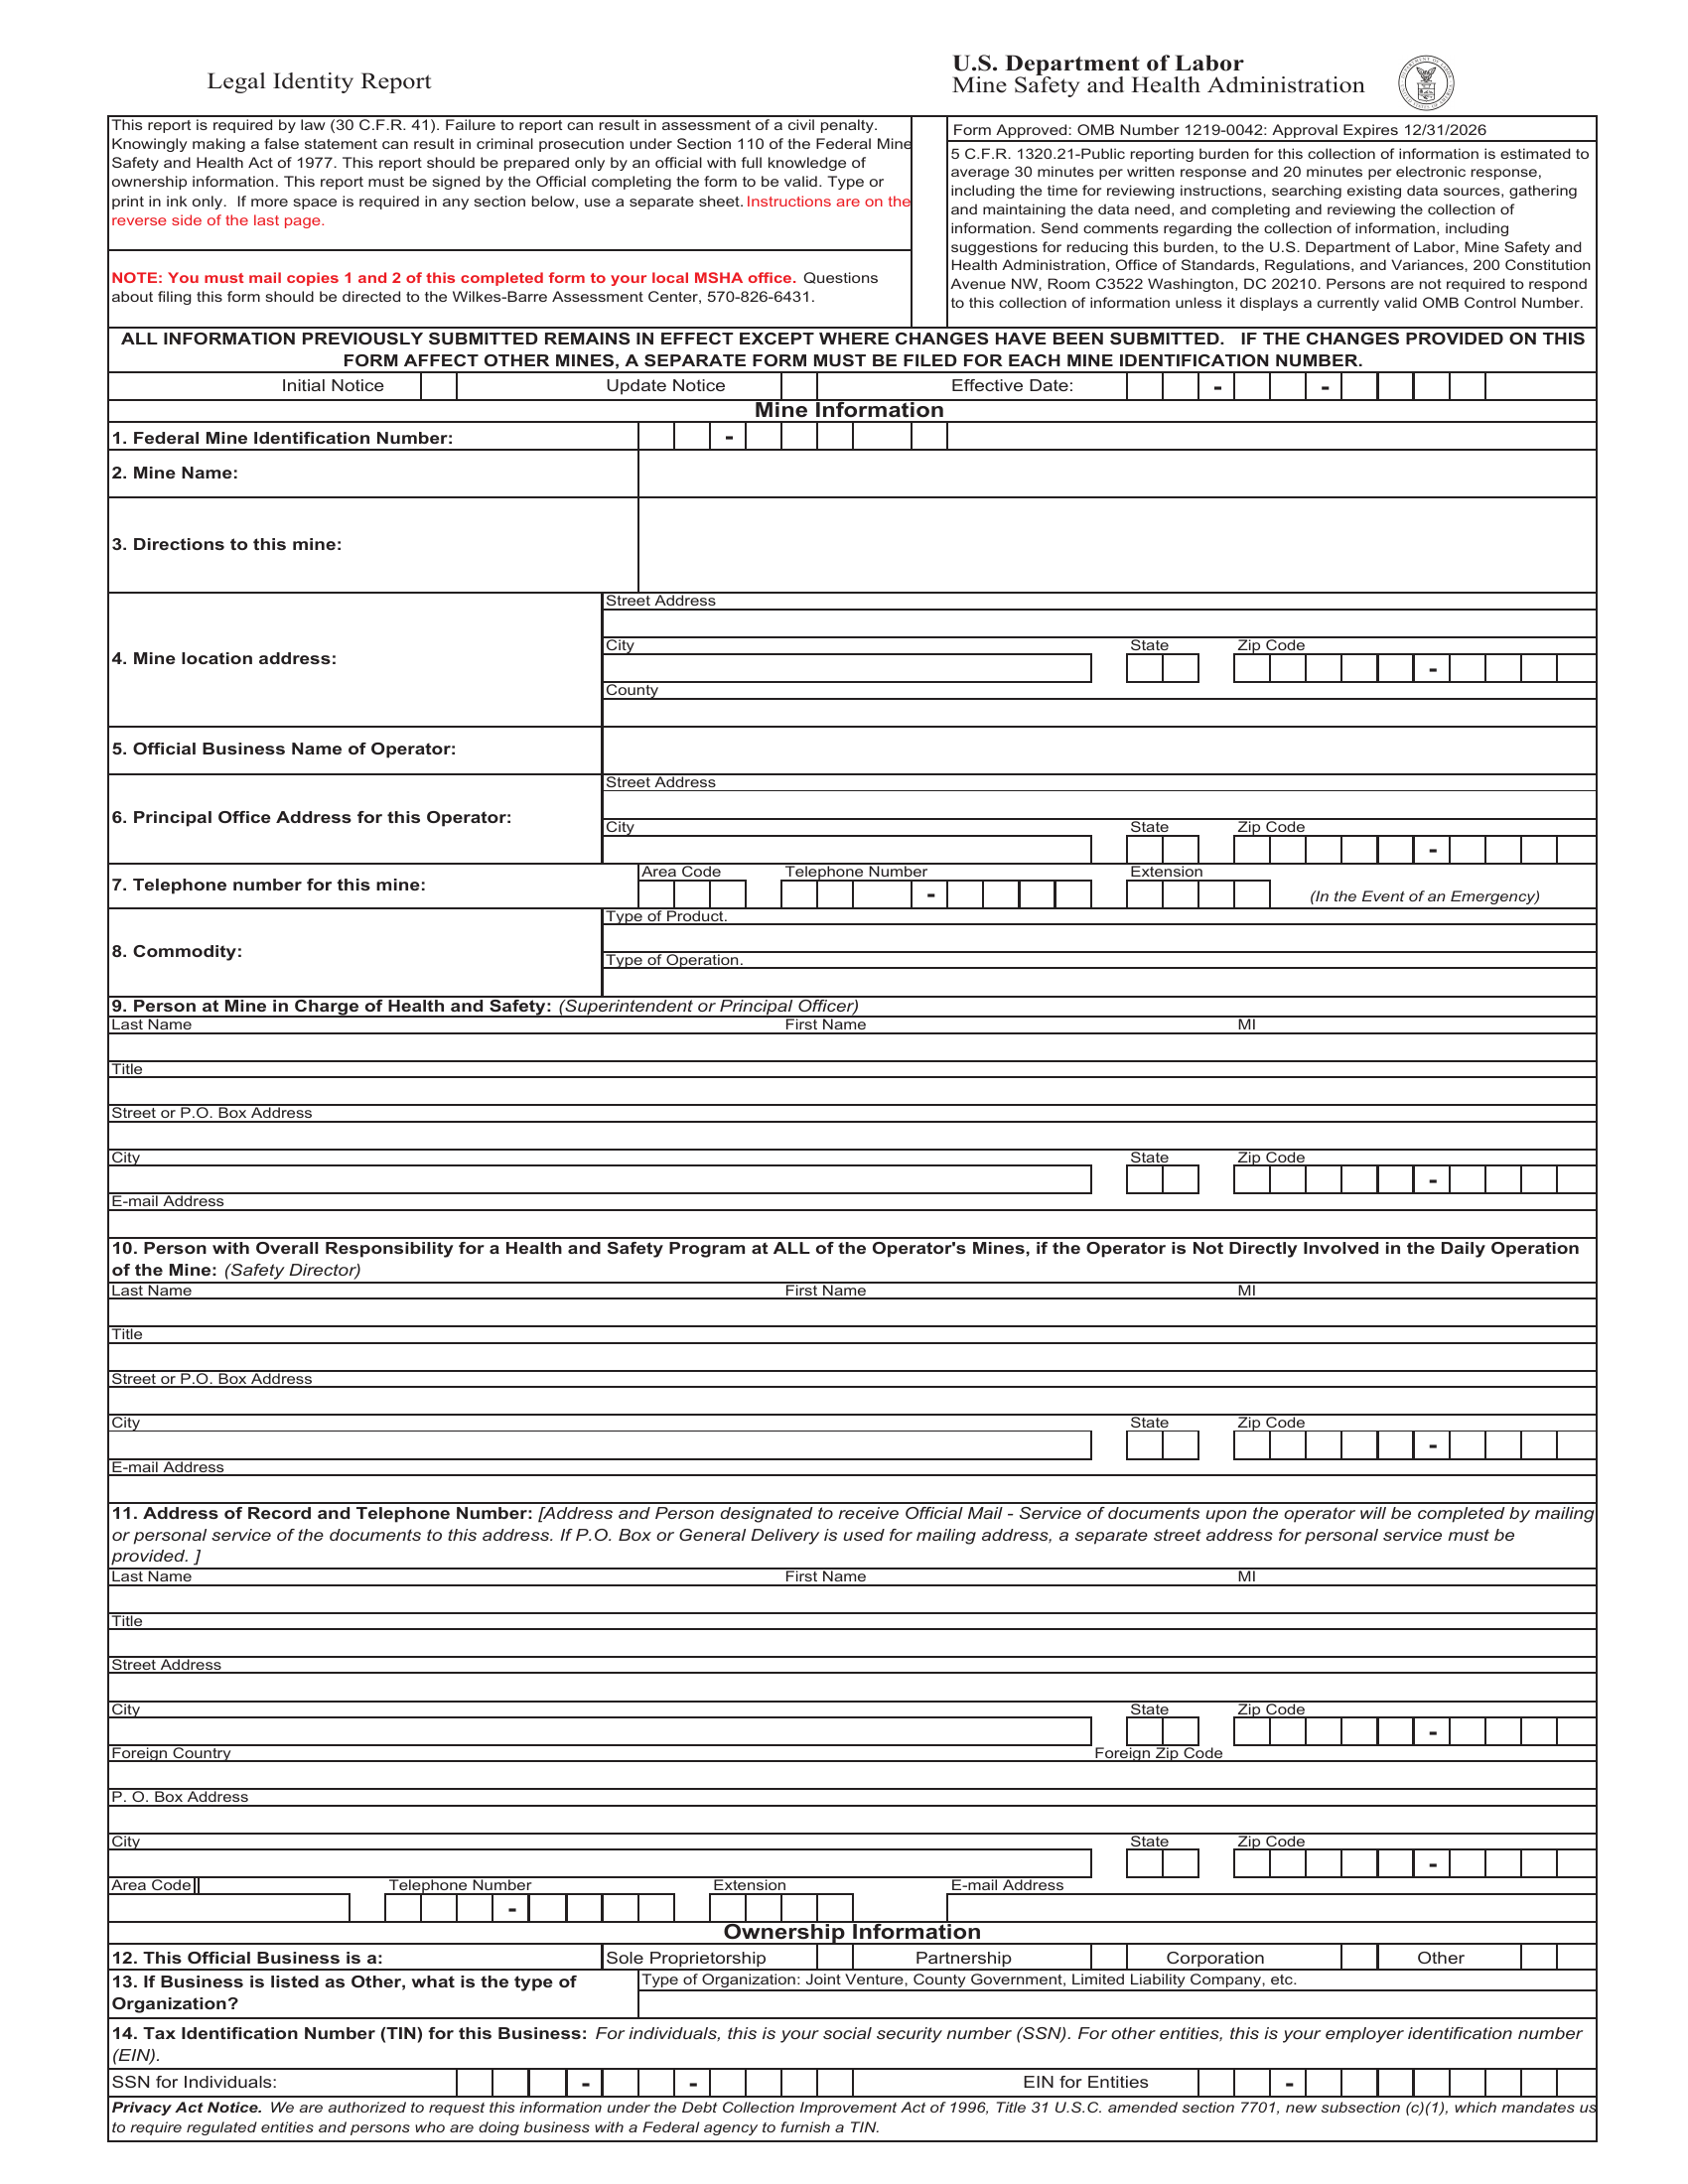 Legal Identity Report
U.S. Department of Labor
Mine Safety and Health Administration
This report is required by law (30 C.F.R. 41). Failure to report can result in assessment of a civil penalty.
Knowingly making a false statement can result in criminal prosecution under Section 110 of the Federal Mine
Safety and Health Act of 1977. This report should be prepared only by an official with full knowledge of
ownership information. This report must be signed by the Official completing the form to be valid. Type or
print in ink only. If more space is required in any section below, use a separate sheet. Instructions are on the
reverse side of the last page.
NOTE: You must mail copies 1 and 2 of this completed form to your local MSHA office. Questions
about filing this form should be directed to the Wilkes-Barre Assessment Center, 570-826-6431.
Form Approved: OMB Number 1219-0042: Approval Expires 12/31/2026
5 C.F.R. 1320.21-Public reporting burden for this collection of information is estimated to
average 30 minutes per written response and 20 minutes per electronic response,
including the time for reviewing instructions, searching existing data sources, gathering
and maintaining the data need, and completing and reviewing the collection of
information. Send comments regarding the collection of information, including
suggestions for reducing this burden, to the U.S. Department of Labor, Mine Safety and
Health Administration, Office of Standards, Regulations, and Variances, 200 Constitution
Avenue NW, Room C3522 Washington, DC 20210. Persons are not required to respond
to this collection of information unless it displays a currently valid OMB Control Number.
ALL INFORMATION PREVIOUSLY SUBMITTED REMAINS IN EFFECT EXCEPT WHERE CHANGES HAVE BEEN SUBMITTED. IF THE CHANGES PROVIDED ON THIS
FORM AFFECT OTHER MINES, A SEPARATE FORM MUST BE FILED FOR EACH MINE IDENTIFICATION NUMBER.
Initial Notice Update Notice Effective Date: - -
Mine Information
1. Federal Mine Identification Number: -
2. Mine Name:
3. Directions to this mine:
4. Mine location address:
Street Address
City State Zip Code
-
County
5. Official Business Name of Operator:
6. Principal Office Address for this Operator:
Street Address
City State Zip Code
-
7. Telephone number for this mine:
Area Code Telephone Number Extension
- (In the Event of an Emergency)
8. Commodity:
Type of Product.
Type of Operation.
9. Person at Mine in Charge of Health and Safety: (Superintendent or Principal Officer)
Last Name First Name MI
Title
Street or P.O. Box Address
City State Zip Code
-
E-mail Address
10. Person with Overall Responsibility for a Health and Safety Program at ALL of the Operator's Mines, if the Operator is Not Directly Involved in the Daily Operation
of the Mine: (Safety Director)
Last Name First Name MI
Title
Street or P.O. Box Address
City State Zip Code
-
E-mail Address
11. Address of Record and Telephone Number: [Address and Person designated to receive Official Mail - Service of documents upon the operator will be completed by mailing
or personal service of the documents to this address. If P.O. Box or General Delivery is used for mailing address, a separate street address for personal service must be
provided. ]
Last Name First Name MI
Title
Street Address
City State Zip Code
-
Foreign Country Foreign Zip Code
P. O. Box Address
City State Zip Code
-
Area Code Telephone Number Extension E-mail Address
-
Ownership Information
12. This Official Business is a: Sole Proprietorship Partnership Corporation Other
13. If Business is listed as Other, what is the type of
Organization?
Type of Organization: Joint Venture, County Government, Limited Liability Company, etc.
14. Tax Identification Number (TIN) for this Business: For individuals, this is your social security number (SSN). For other entities, this is your employer identification number
(EIN).
SSN for Individuals: - - EIN for Entities -
Privacy Act Notice. We are authorized to request this information under the Debt Collection Improvement Act of 1996, Title 31 U.S.C. amended section 7701, new subsection (c)(1), which mandates us
to require regulated entities and persons who are doing business with a Federal agency to furnish a TIN.